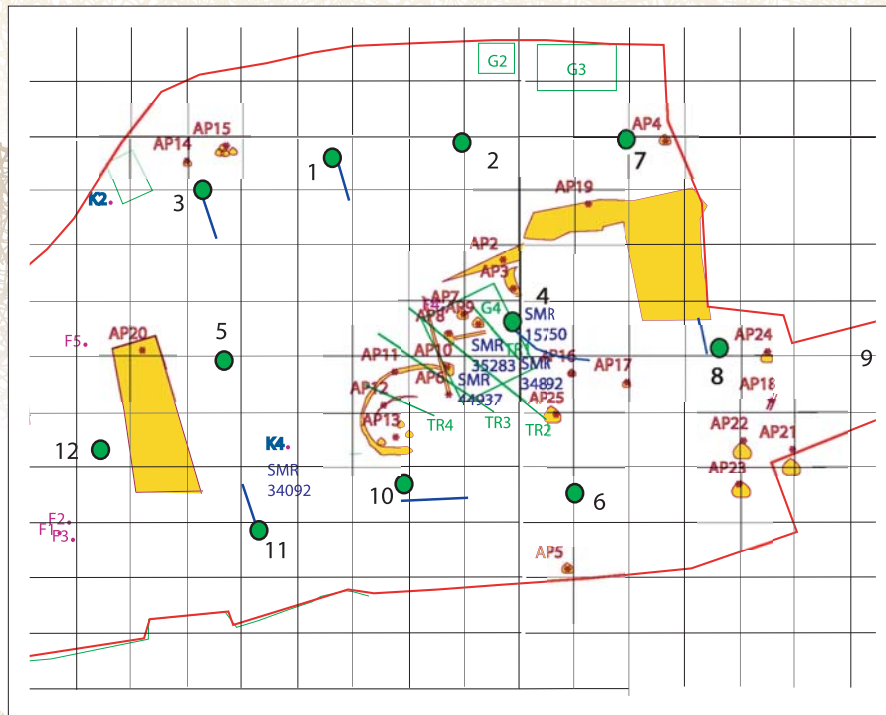 G2
G3
AP15
AP4
AP14
1
2
7
K2
3
AP19
AP2
AP3
4
AP7
G4
SMR
15750
F5
AP20
5
AP8
AP9
TR1
AP11
AP10
SMR
35283
AP16
AP17
AP24
8
9
AP12
AP6
SMR
44937
SMR
34892
AP18
AP13
TR4
TR3
TR2
AP25
AP22
AP21
12
K4
SMR
34092
AP23
10
6
F2
F1
F3
11
AP5